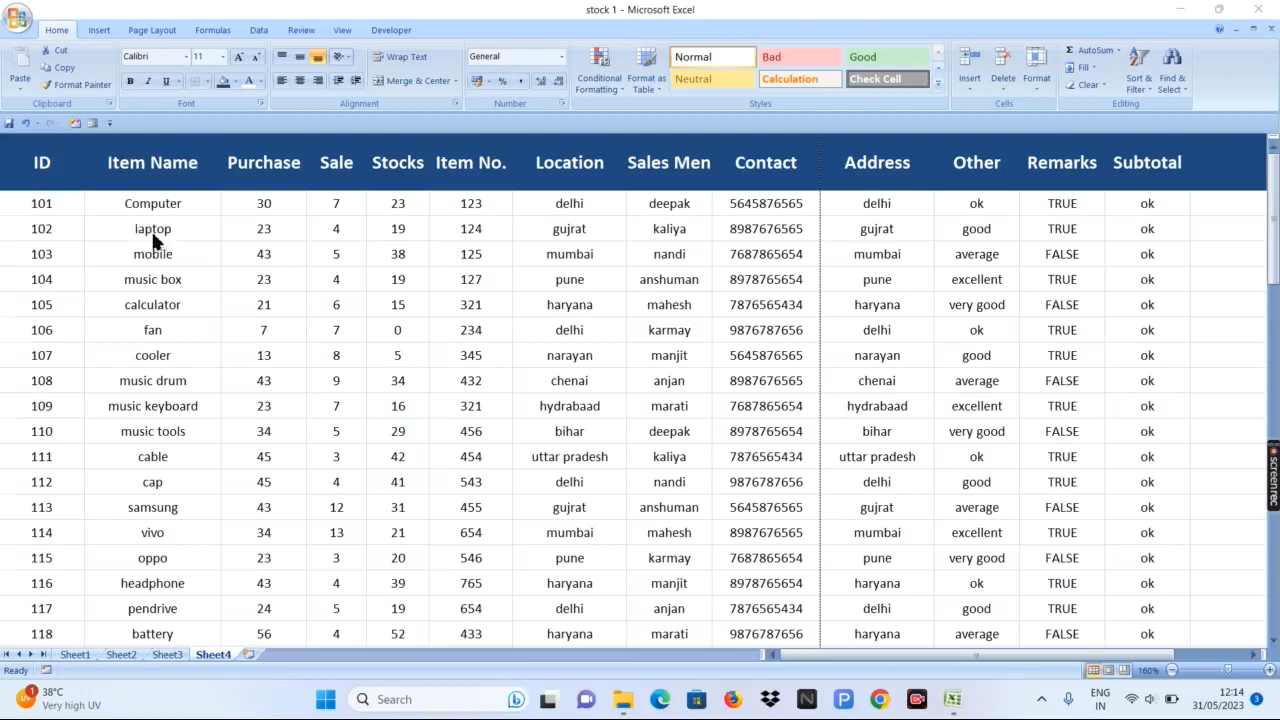 stock 1 - Microsoft Excel
Home Insert Page Layout Formulas Data Review View Developer
Paste Cut Copy Format Painter Clipboard
Calibri 11 B I U A Font
Wrap Text Merge & Center Alignment
General % , Number
Conditional Formatting Format as Table Normal Bad Good Neutral Calculation Check Cell Styles
Insert Delete Format Cells
AutoSum Fill Clear Sort & Filter Find & Select Editing
ID Item Name Purchase Sale Stocks Item No. Location Sales Men Contact Address Other Remarks Subtotal
101 Computer 30 7 23 123 delhi deepak 5645876565 delhi ok TRUE ok
102 laptop 23 4 19 124 gujrat kaliya 8987676565 gujrat good TRUE ok
103 mobile 43 5 38 125 mumbai nandi 7687865654 mumbai average FALSE ok
104 music box 23 4 19 127 pune anshuman 8978765654 pune excellent TRUE ok
105 calculator 21 6 15 321 haryana mahesh 7876565434 haryana very good FALSE ok
106 fan 7 7 0 234 delhi karmay 9876787656 delhi ok TRUE ok
107 cooler 13 8 5 345 narayan manjit 5645876565 narayan good TRUE ok
108 music drum 43 9 34 432 chenai anjan 8987676565 chenai average FALSE ok
109 music keyboard 23 7 16 321 hydrabaad marati 7687865654 hydrabaad excellent TRUE ok
110 music tools 34 5 29 456 bihar deepak 8978765654 bihar very good FALSE ok
111 cable 45 3 42 454 uttar pradesh kaliya 7876565434 uttar pradesh ok TRUE ok
112 cap 45 4 41 543 delhi nandi 9876787656 delhi good TRUE ok
113 samsung 43 12 31 455 gujrat anshuman 5645876565 gujrat average FALSE ok
114 vivo 34 13 21 654 mumbai mahesh 8987676565 mumbai excellent TRUE ok
115 oppo 23 3 20 546 pune karmay 7687865654 pune very good FALSE ok
116 headphone 43 4 39 765 haryana manjit 8978765654 haryana ok TRUE ok
117 pendrive 24 5 19 654 delhi anjan 7876565434 delhi good TRUE ok
118 battery 56 4 52 433 haryana marati 9876787656 haryana average FALSE ok
screen rec
Sheet1 Sheet2 Sheet3 Sheet4
Ready 160%
38°C
Very high UV
1
Search
ENG
IN
12:14
31/05/2023
3